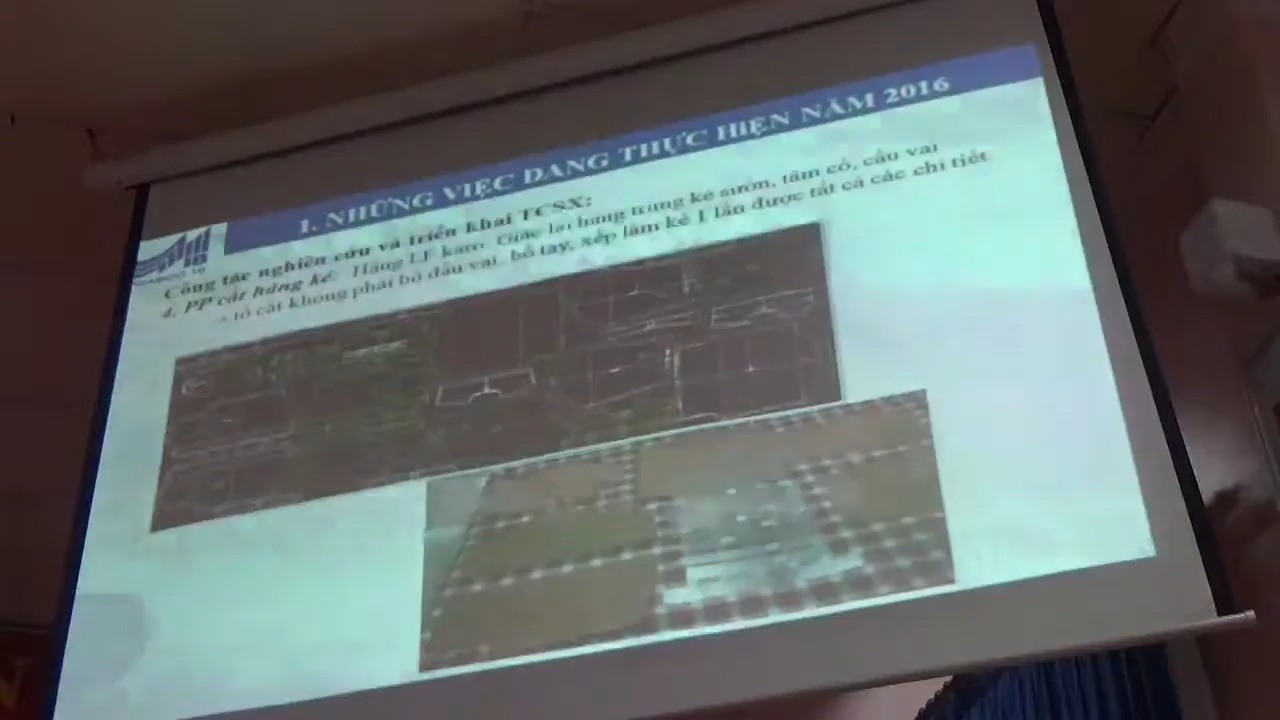 1. NHỮNG VIỆC DANG THỰC HIỆN NĂM 2016
Công tác nghiên cứu và triển khai TCSX:
4. PP cắt hàng kẻ: Hàng LF karo. Giác lại hàng trung kẻ sườn, tâm cổ, cầu vai
tổ cắt không phải bổ đầu vai, bổ tay, xếp làm kẻ 1 lần được tất cả các chi tiết